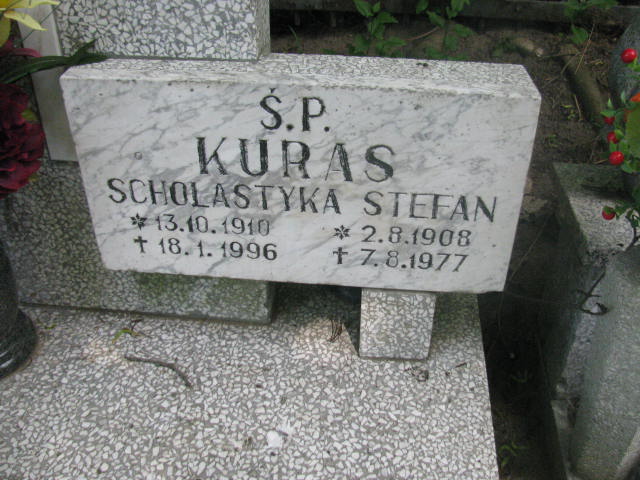 Ś.P.
KURAS
SCHOLASTYKA STEFAN
* 13.10.1910 * 2.8.1908
† 18.1.1996 † 7.8.1977